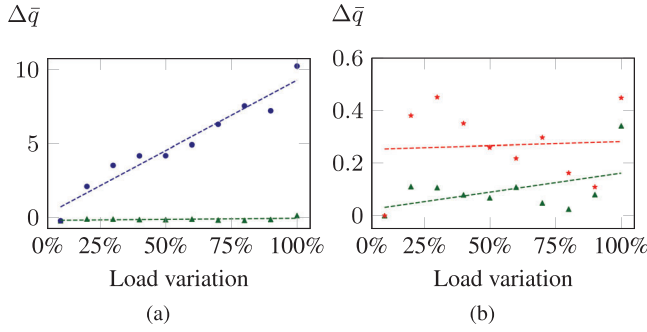 Δq̄ Δq̄
10
5
0
0% 25% 50% 75% 100%
Load variation
(a)
0.6
0.4
0.2
0
0% 25% 50% 75% 100%
Load variation
(b)